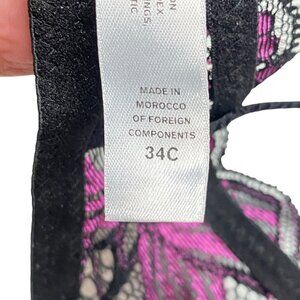 MADE IN
MOROCCO
OF FOREIGN
COMPONENTS
34C